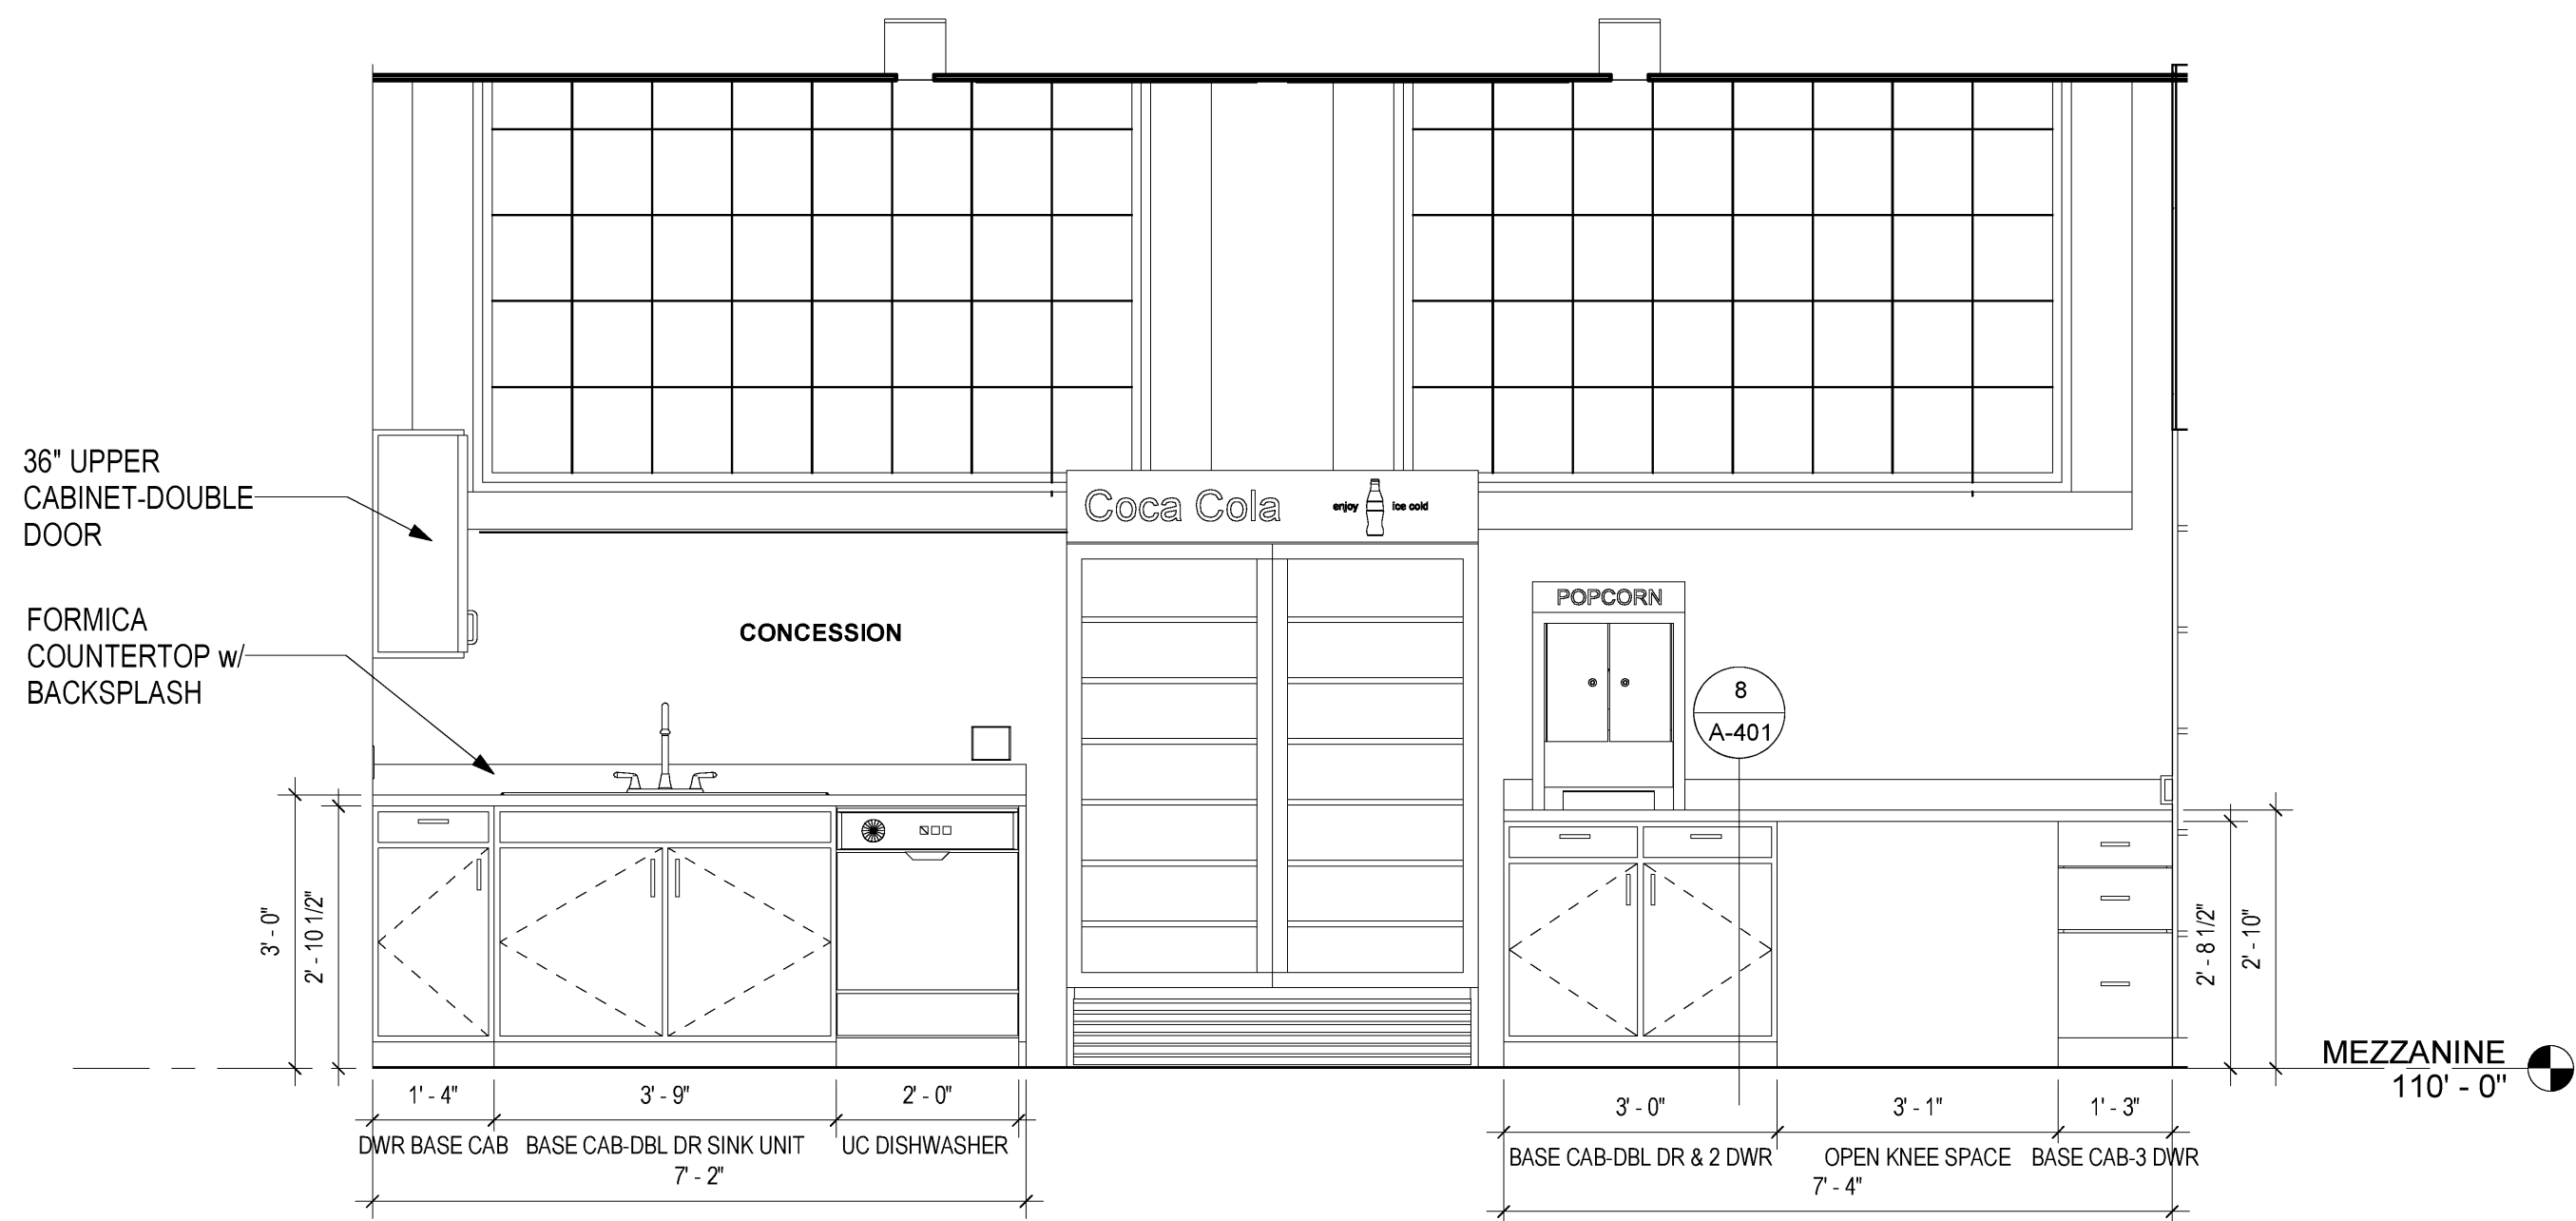 36" UPPER
CABINET-DOUBLE
DOOR
FORMICA
COUNTERTOP w/
BACKSPLASH
CONCESSION
Coca Cola
enjoy
ice cold
POPCORN
8
A-401
3' - 0"
2' - 10 1/2"
2' - 8 1/2"
2' - 10"
MEZZANINE
110' - 0"
1' - 4"
3' - 9"
2' - 0"
DWR BASE CAB
BASE CAB-DBL DR SINK UNIT
UC DISHWASHER
7' - 2"
3' - 0"
3' - 1"
1' - 3"
BASE CAB-DBL DR & 2 DWR
OPEN KNEE SPACE
BASE CAB-3 DWR
7' - 4"